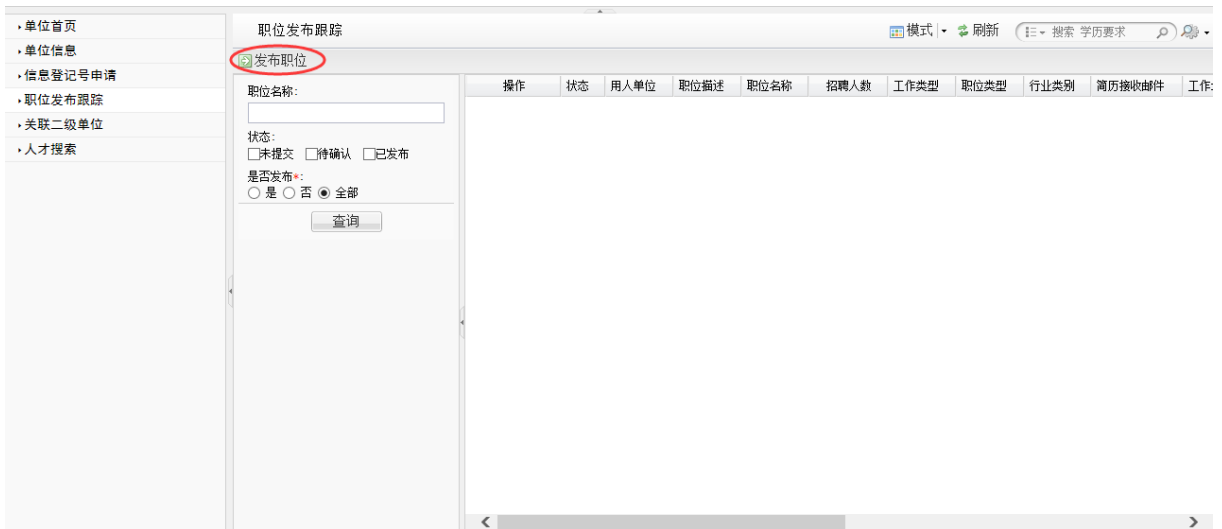 单位首页
单位信息
信息登记号申请
职位发布跟踪
关联二级单位
人才搜索
职位发布跟踪
模式 刷新 搜索 学历要求
发布职位
职位名称:
状态:
未提交 待确认 已发布
是否发布*:
是 否 全部
查询
操作 状态 用人单位 职位描述 职位名称 招聘人数 工作类型 职位类型 行业类别 简历接收邮件 工作